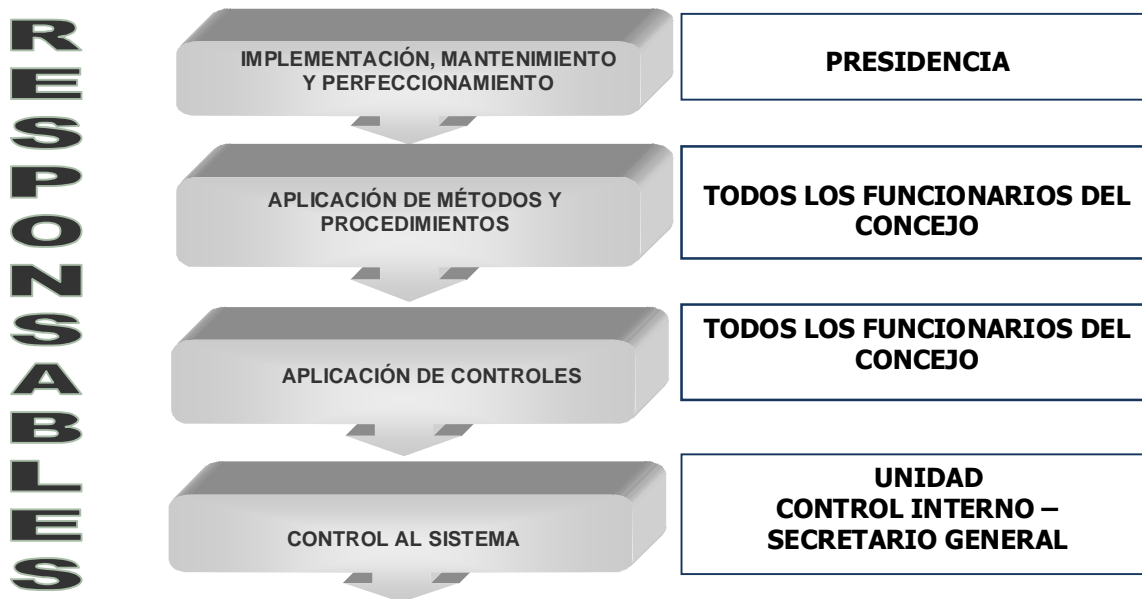 RESPONSABLES
IMPLEMENTACIÓN, MANTENIMIENTO
Y PERFECCIONAMIENTO
PRESIDENCIA
APLICACIÓN DE MÉTODOS Y
PROCEDIMIENTOS
TODOS LOS FUNCIONARIOS DEL
CONCEJO
APLICACIÓN DE CONTROLES
TODOS LOS FUNCIONARIOS DEL
CONCEJO
CONTROL AL SISTEMA
UNIDAD
CONTROL INTERNO –
SECRETARIO GENERAL